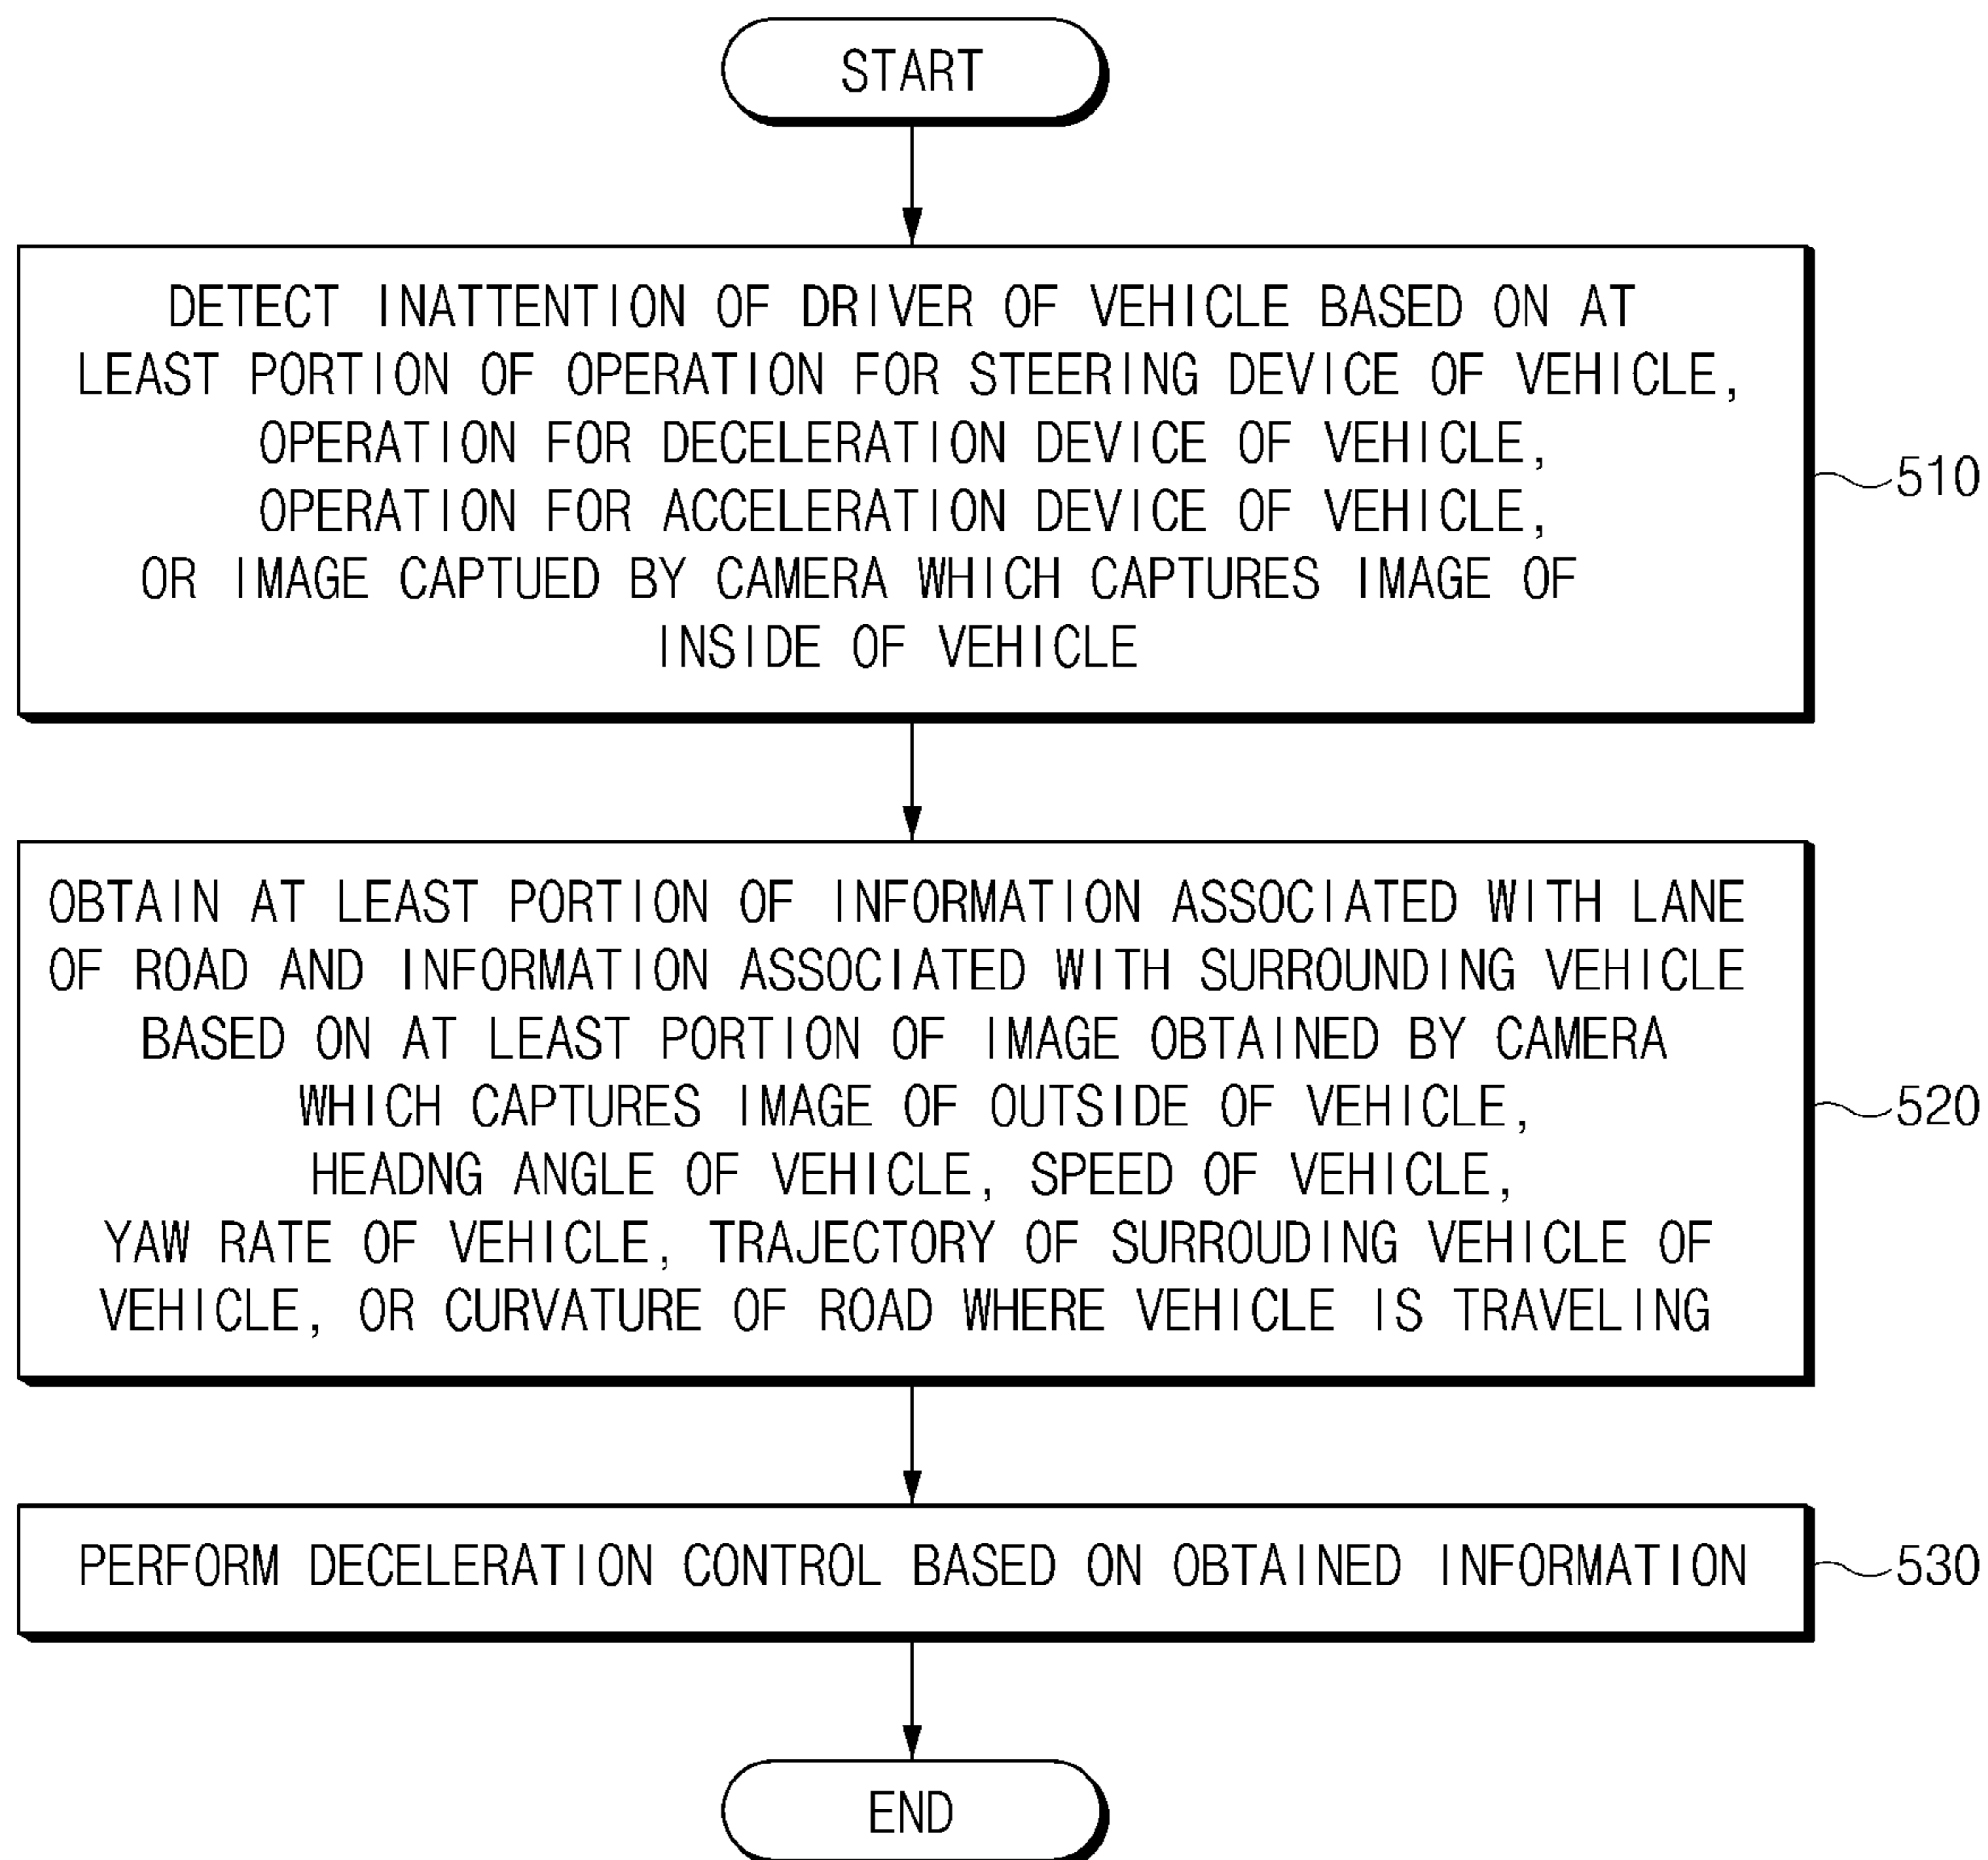 START
DETECT INATTENTION OF DRIVER OF VEHICLE BASED ON AT
LEAST PORTION OF OPERATION FOR STEERING DEVICE OF VEHICLE,
OPERATION FOR DECELERATION DEVICE OF VEHICLE,
OPERATION FOR ACCELERATION DEVICE OF VEHICLE,
OR IMAGE CAPTUED BY CAMERA WHICH CAPTURES IMAGE OF
INSIDE OF VEHICLE
510
OBTAIN AT LEAST PORTION OF INFORMATION ASSOCIATED WITH LANE
OF ROAD AND INFORMATION ASSOCIATED WITH SURROUNDING VEHICLE
BASED ON AT LEAST PORTION OF IMAGE OBTAINED BY CAMERA
WHICH CAPTURES IMAGE OF OUTSIDE OF VEHICLE,
HEADNG ANGLE OF VEHICLE, SPEED OF VEHICLE,
YAW RATE OF VEHICLE, TRAJECTORY OF SURROUDING VEHICLE OF
VEHICLE, OR CURVATURE OF ROAD WHERE VEHICLE IS TRAVELING
520
PERFORM DECELERATION CONTROL BASED ON OBTAINED INFORMATION
530
END